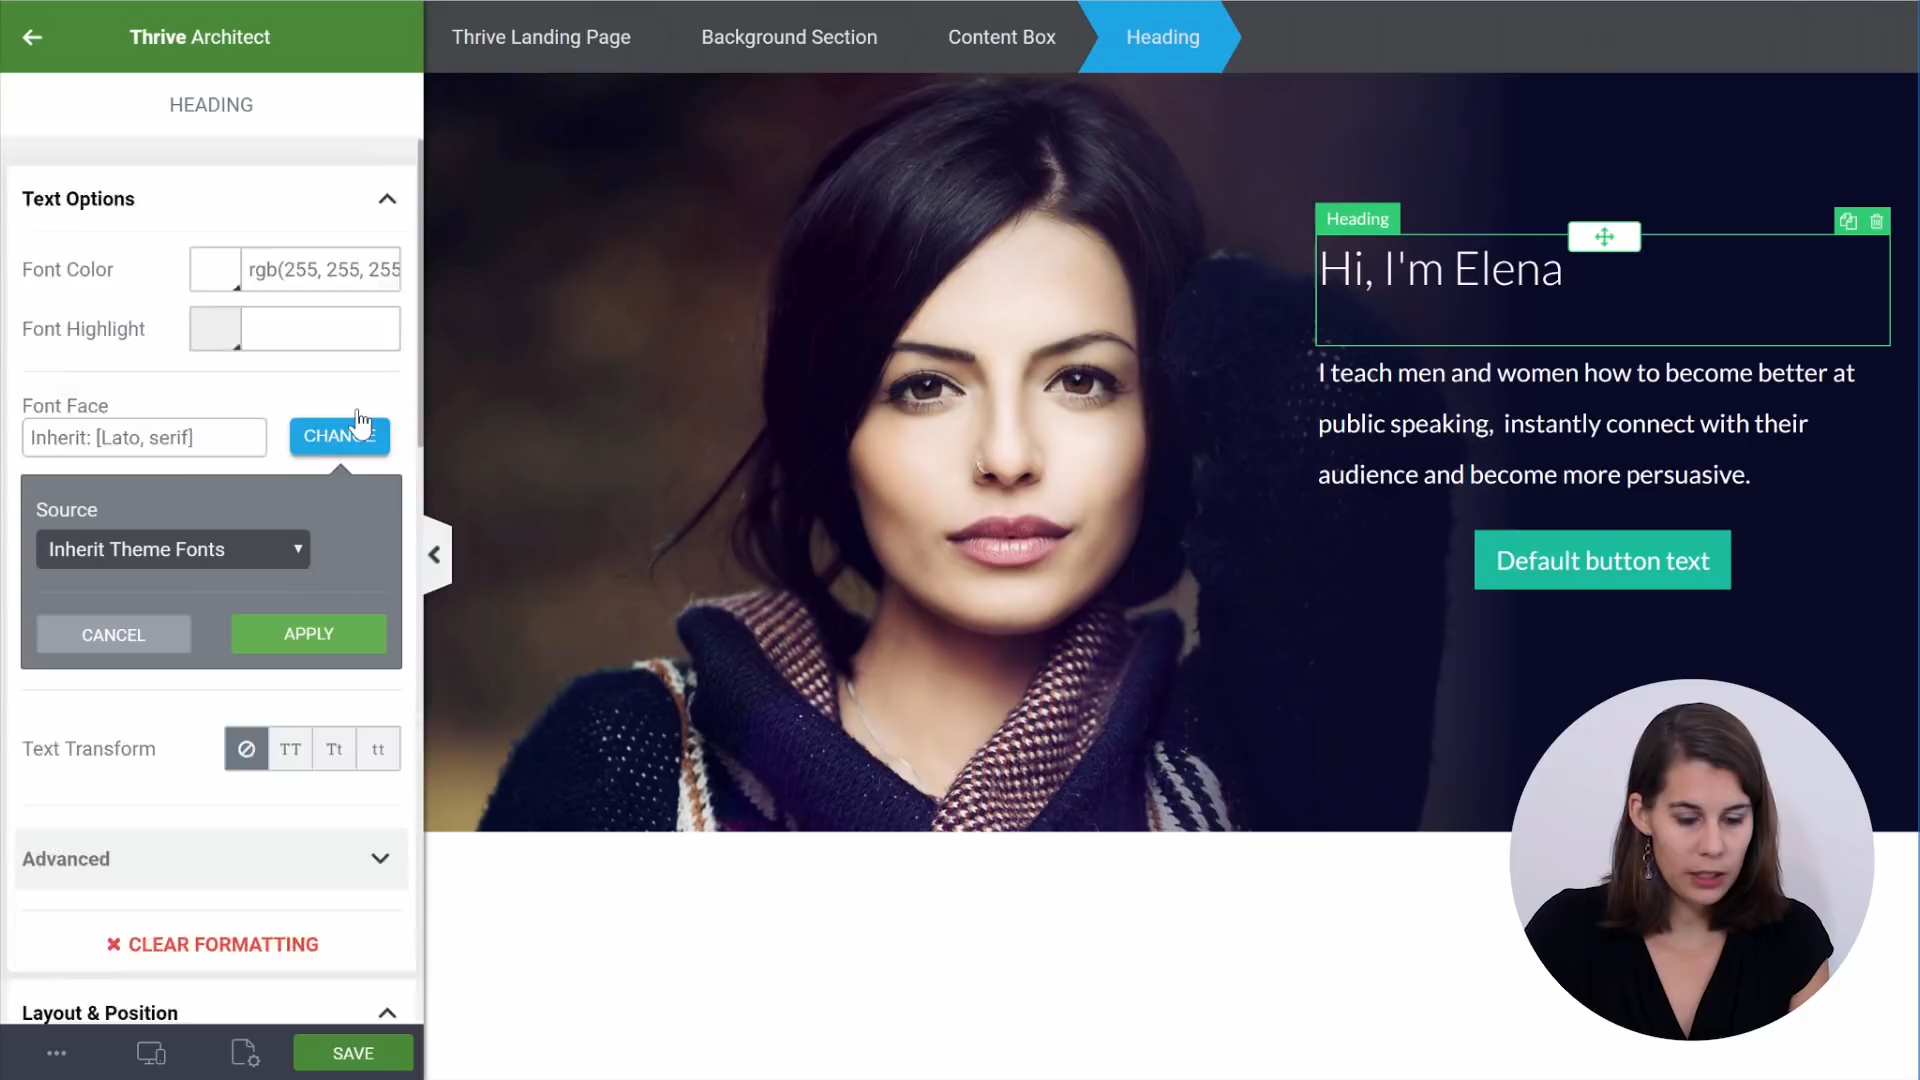 Thrive Architect
Thrive Landing Page
Background Section
Content Box
Heading
HEADING
Text Options
Font Color
rgb(255, 255, 255
Font Highlight
Font Face
Inherit: [Lato, serif]
Source
Inherit Theme Fonts
CANCEL
APPLY
Text Transform
TT
Tt
tt
Advanced
CLEAR FORMATTING
Layout & Position
SAVE
Heading
Hi, I'm Elena
I teach men and women how to become better at
public speaking, instantly connect with their
audience and become more persuasive.
Default button text